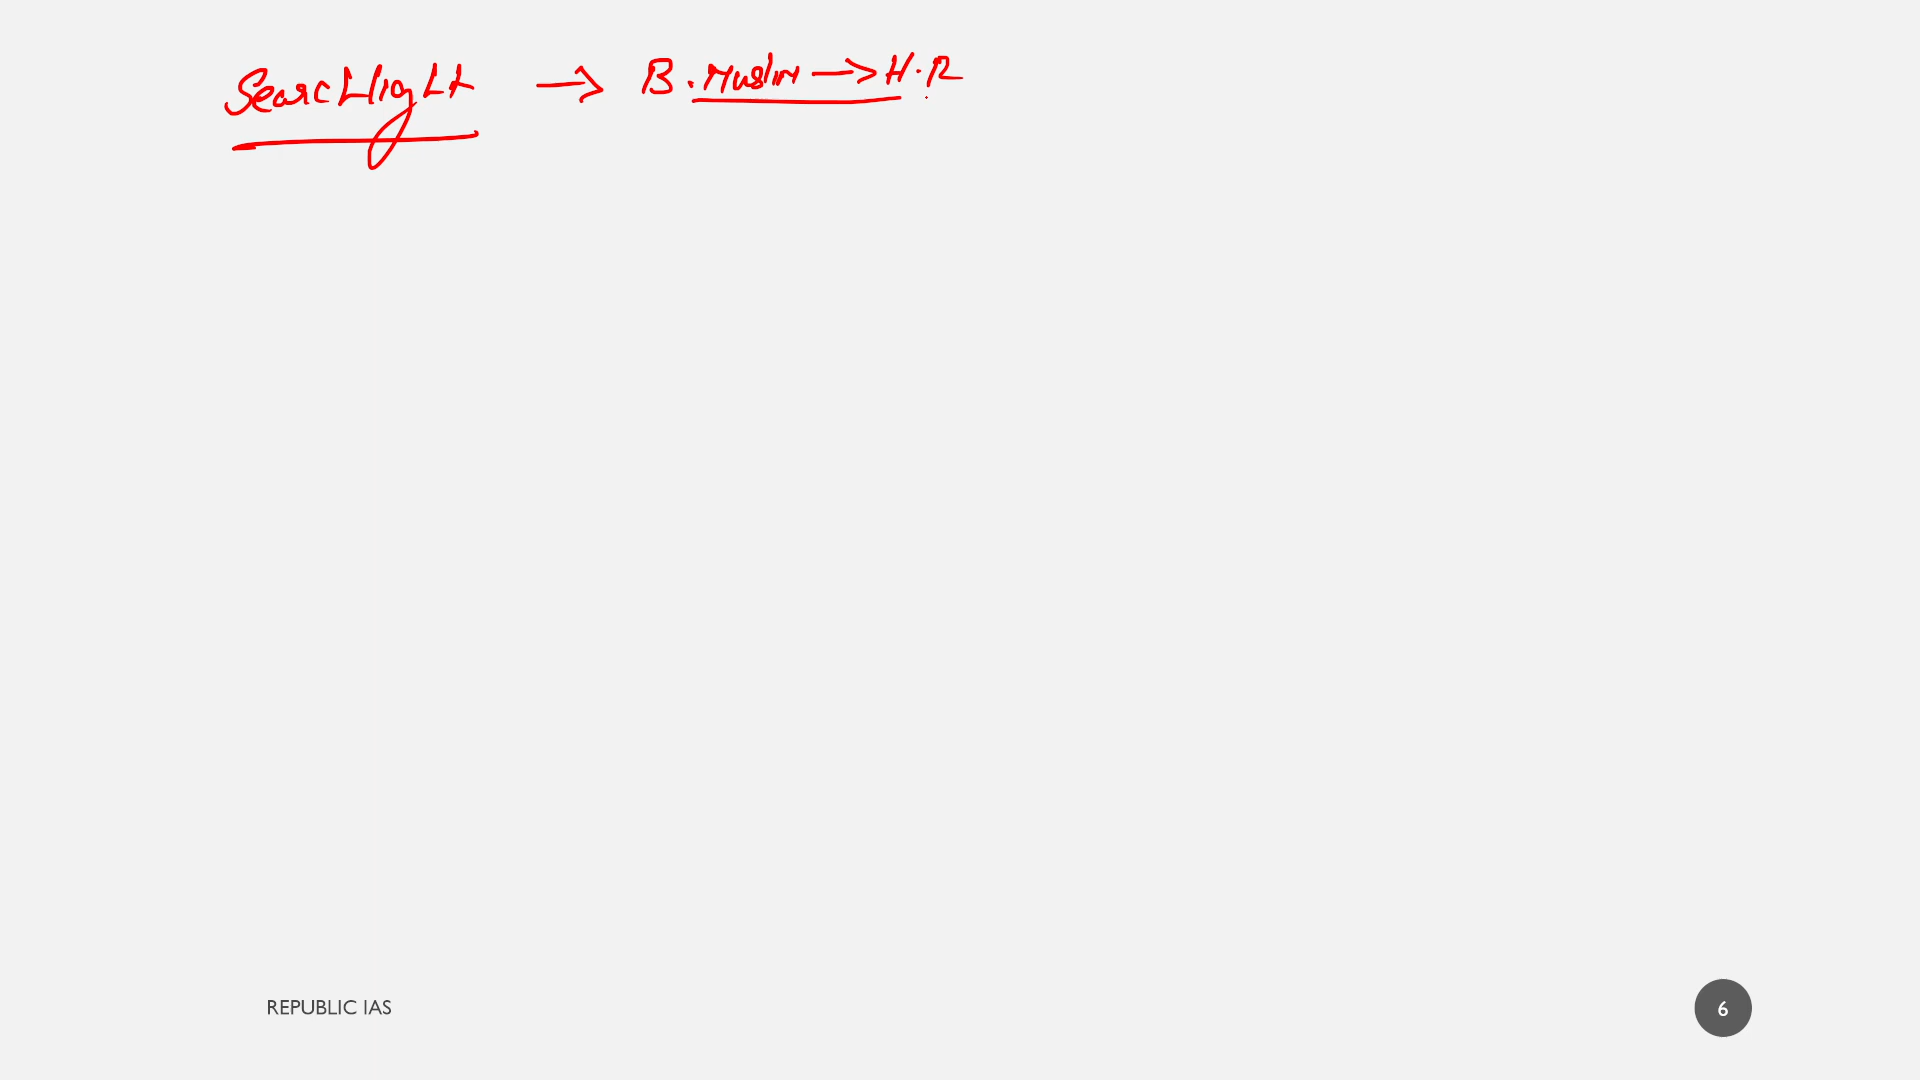 Searchlight → B. Muslim → H.R
REPUBLIC IAS
6